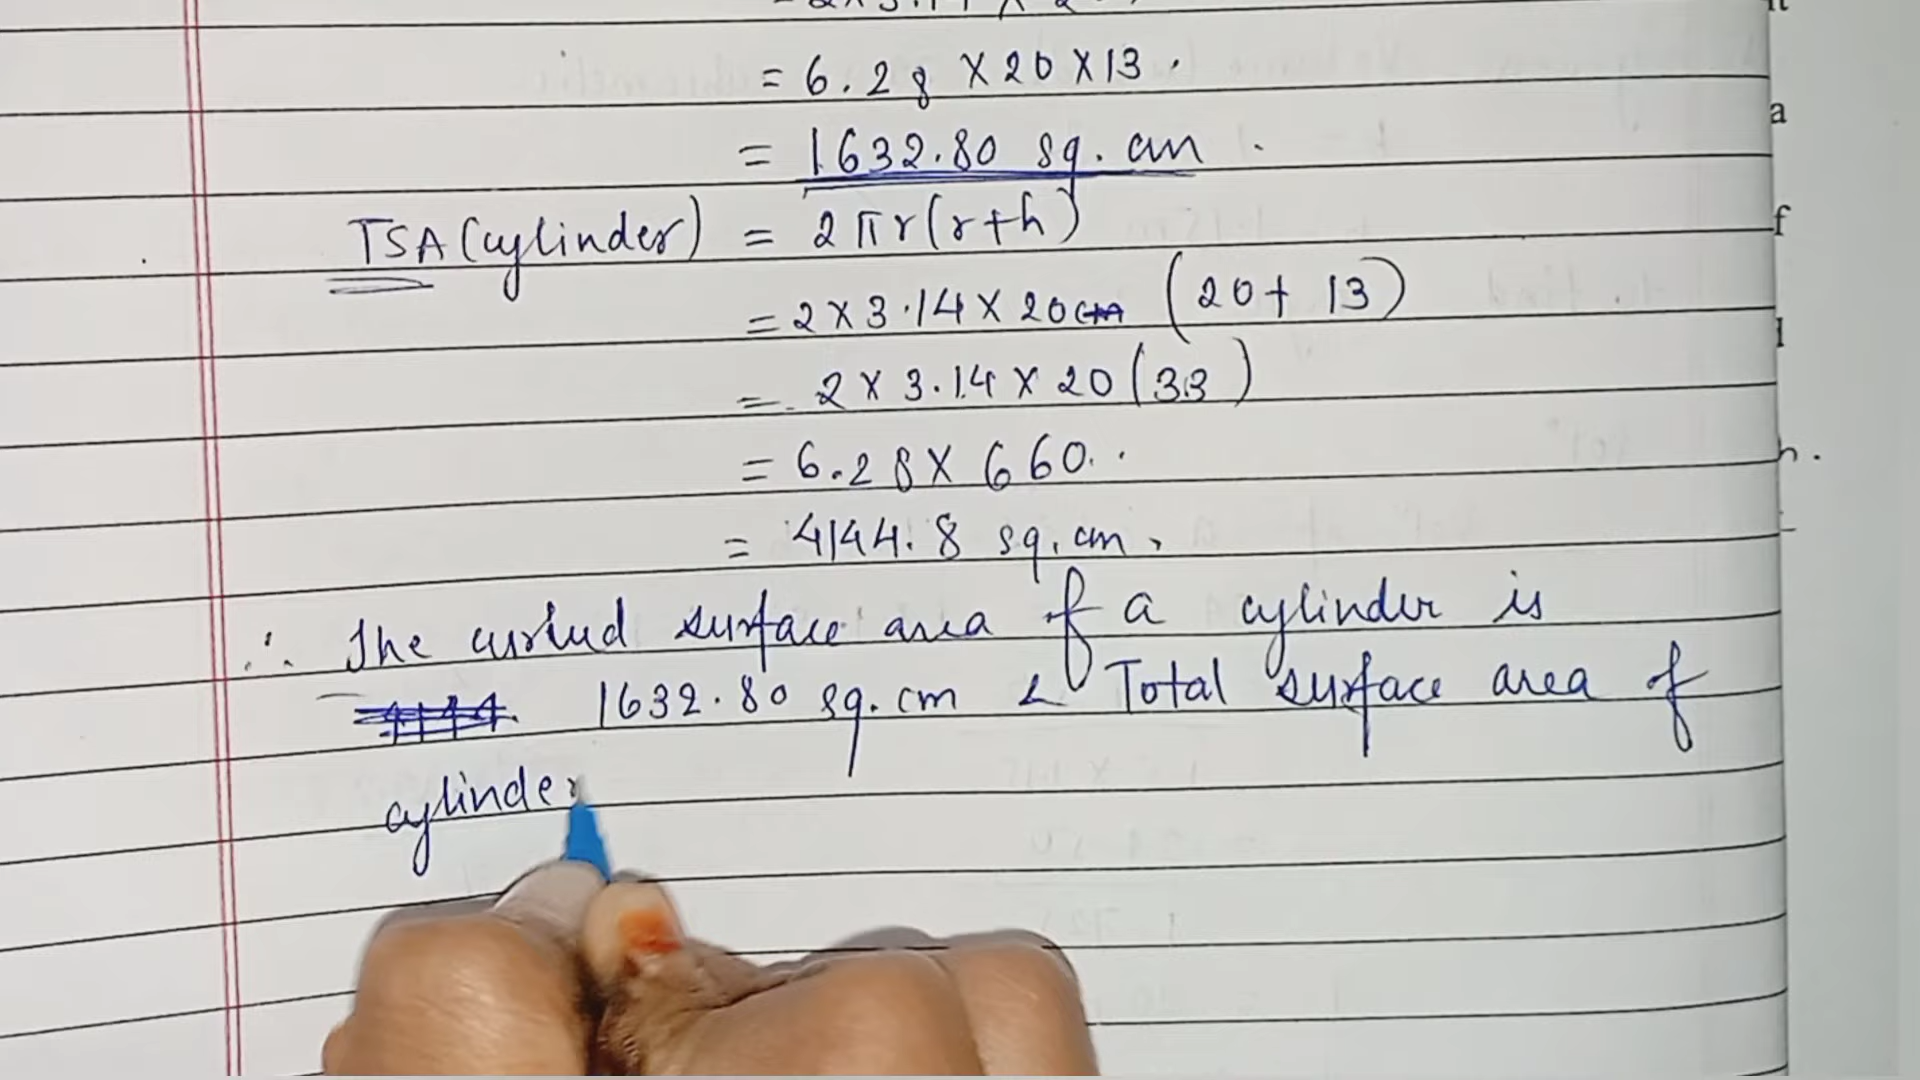 = 6.28 × 20 × 13.
= 1632.80 sq. cm
TSA (cylinder) = 2πr(r+h)
= 2 × 3.14 × 20cm (20 + 13)
= 2 × 3.14 × 20 (33)
= 6.28 × 660.
= 4144.8 sq. cm.
∴ The curved surface area of a cylinder is
4144. 1632.80 sq. cm & Total surface area of
cylinder